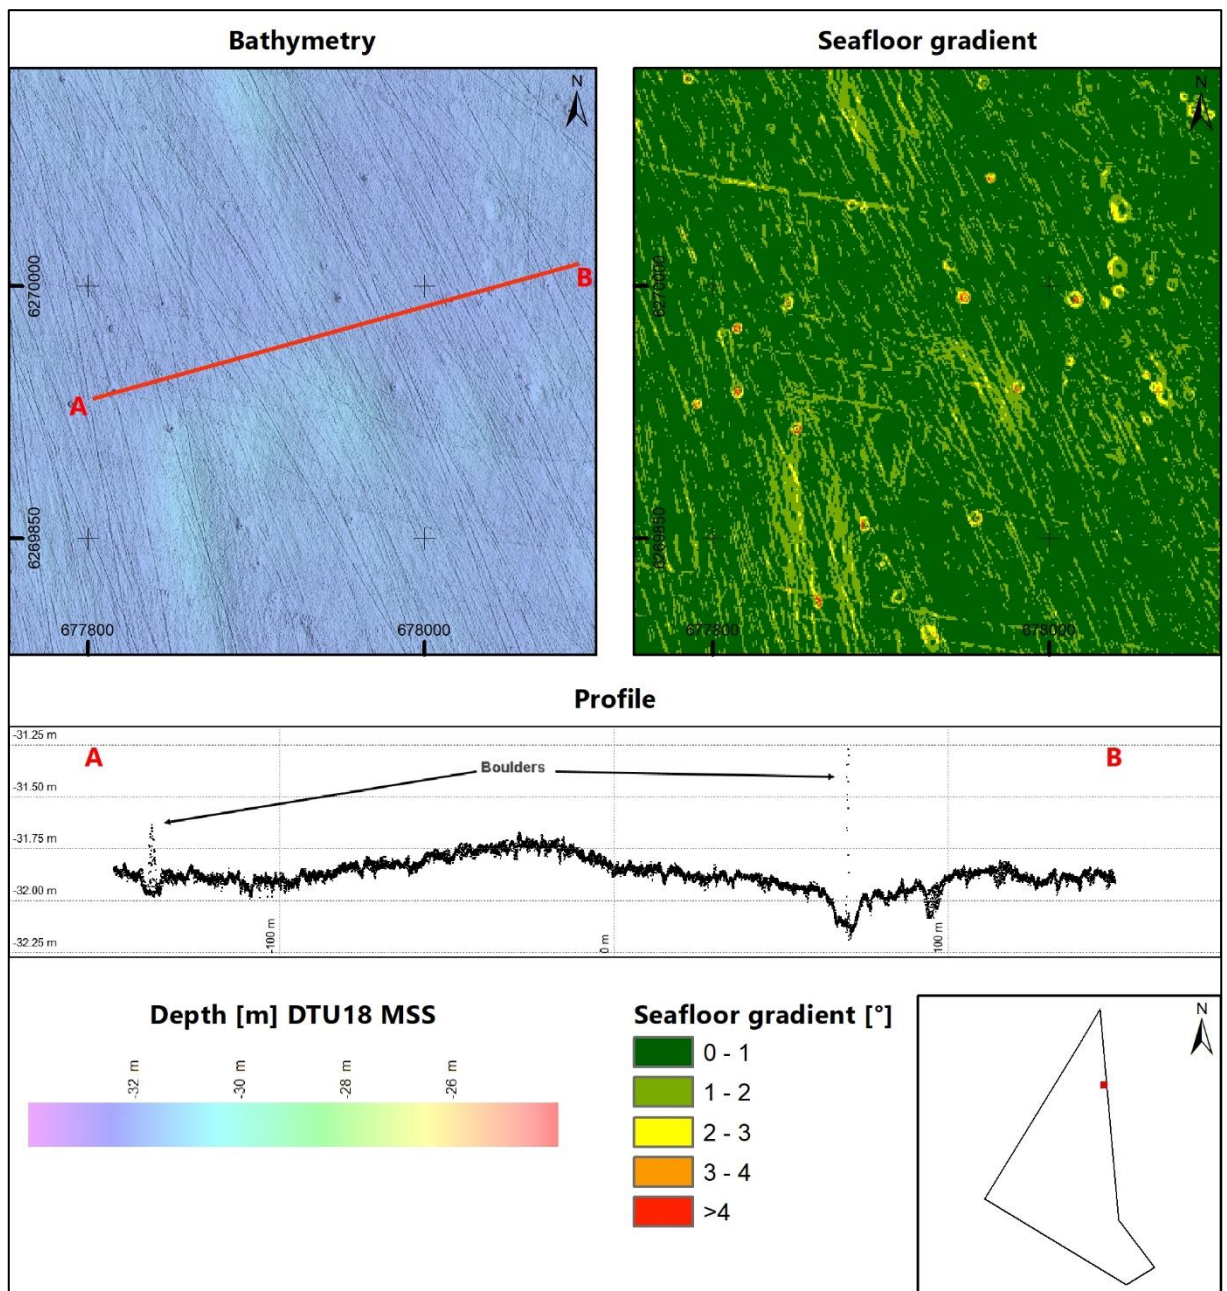 Bathymetry
Seafloor gradient
N
N
6270000
6270000
A
B
6269850
6269850
677800
678000
677800
678000
Profile
-31.25 m
A
Boulders
B
-31.50 m
-31.75 m
-32.00 m
-32.25 m
-100 m
0 m
100 m
Depth [m] DTU18 MSS
-32 m
-30 m
-28 m
-26 m
Seafloor gradient [°]
0 - 1
1 - 2
2 - 3
3 - 4
>4
N